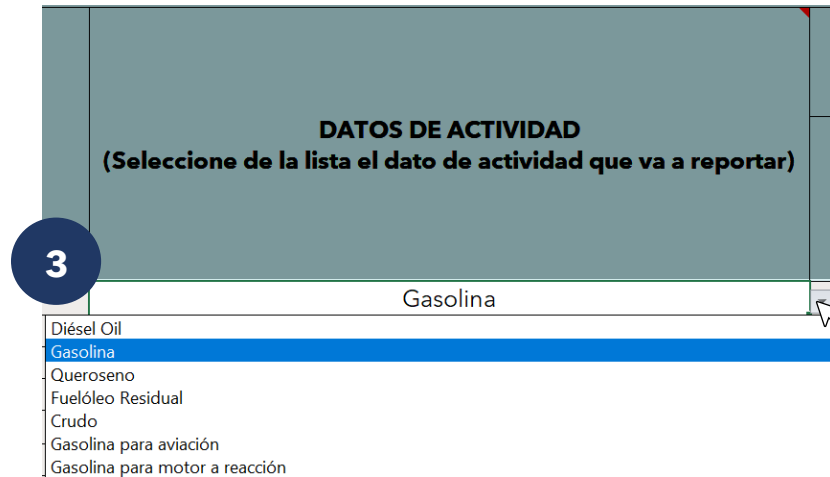 DATOS DE ACTIVIDAD
(Seleccione de la lista el dato de actividad que va a reportar)
3
Gasolina
Diésel Oil
Gasolina
Queroseno
Fuelóleo Residual
Crudo
Gasolina para aviación
Gasolina para motor a reacción